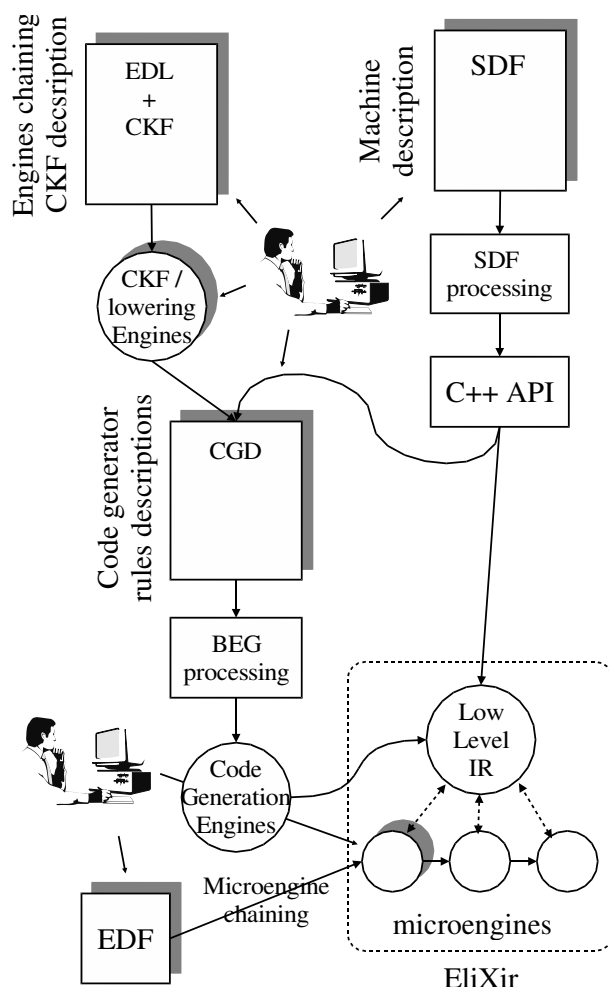 Engines chaining
CKF decsription
EDL
+
CKF
Machine
description
SDF
CKF /
lowering
Engines
SDF
processing
C++ API
Code generator
rules descriptions
CGD
BEG
processing
Low
Level
IR
Code
Generation
Engines
Microengine
chaining
EDF
microengines
EliXir